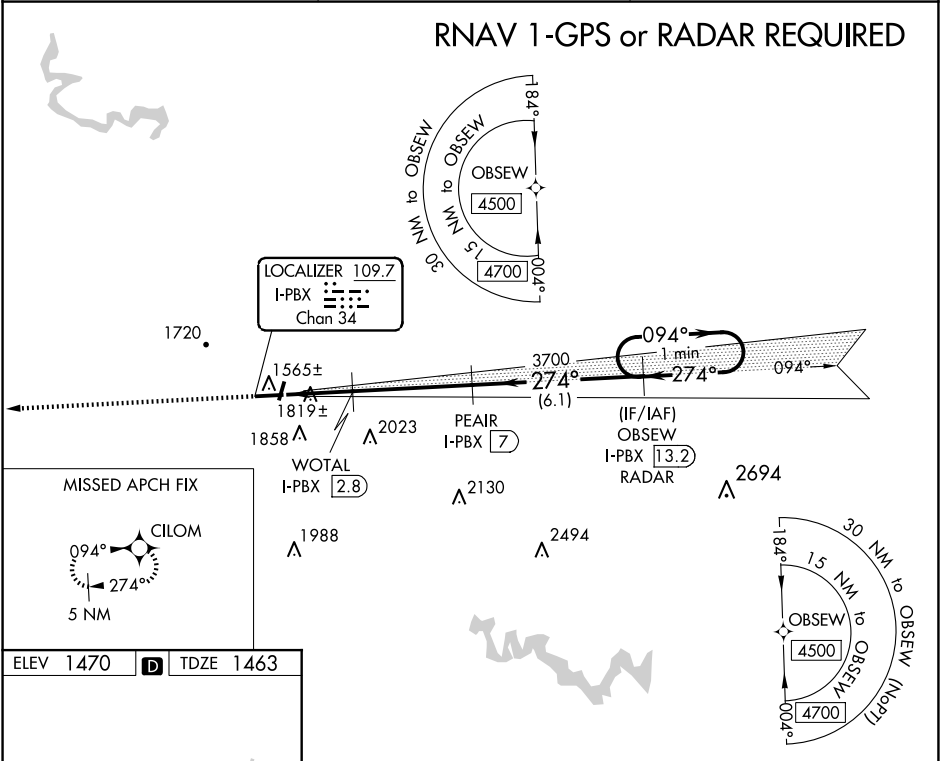 RNAV 1-GPS or RADAR REQUIRED
30 NM to OBSEW
15 NM to OBSEW
184°
OBSEW
4500
4700
004°
LOCALIZER 109.7
I-PBX
Chan 34
1720
1565±
1819±
1858
2023
WOTAL
I-PBX 2.8
PEAIR
I-PBX 7
3700
274°
(6.1)
094°
1 min
274°
094°
(IF/IAF)
OBSEW
I-PBX 13.2
RADAR
2694
2130
1988
2494
MISSED APCH FIX
CILOM
094°
274°
5 NM
30 NM to OBSEW (NoPT)
15 NM to OBSEW
184°
OBSEW
4500
4700
004°
ELEV 1470 D TDZE 1463